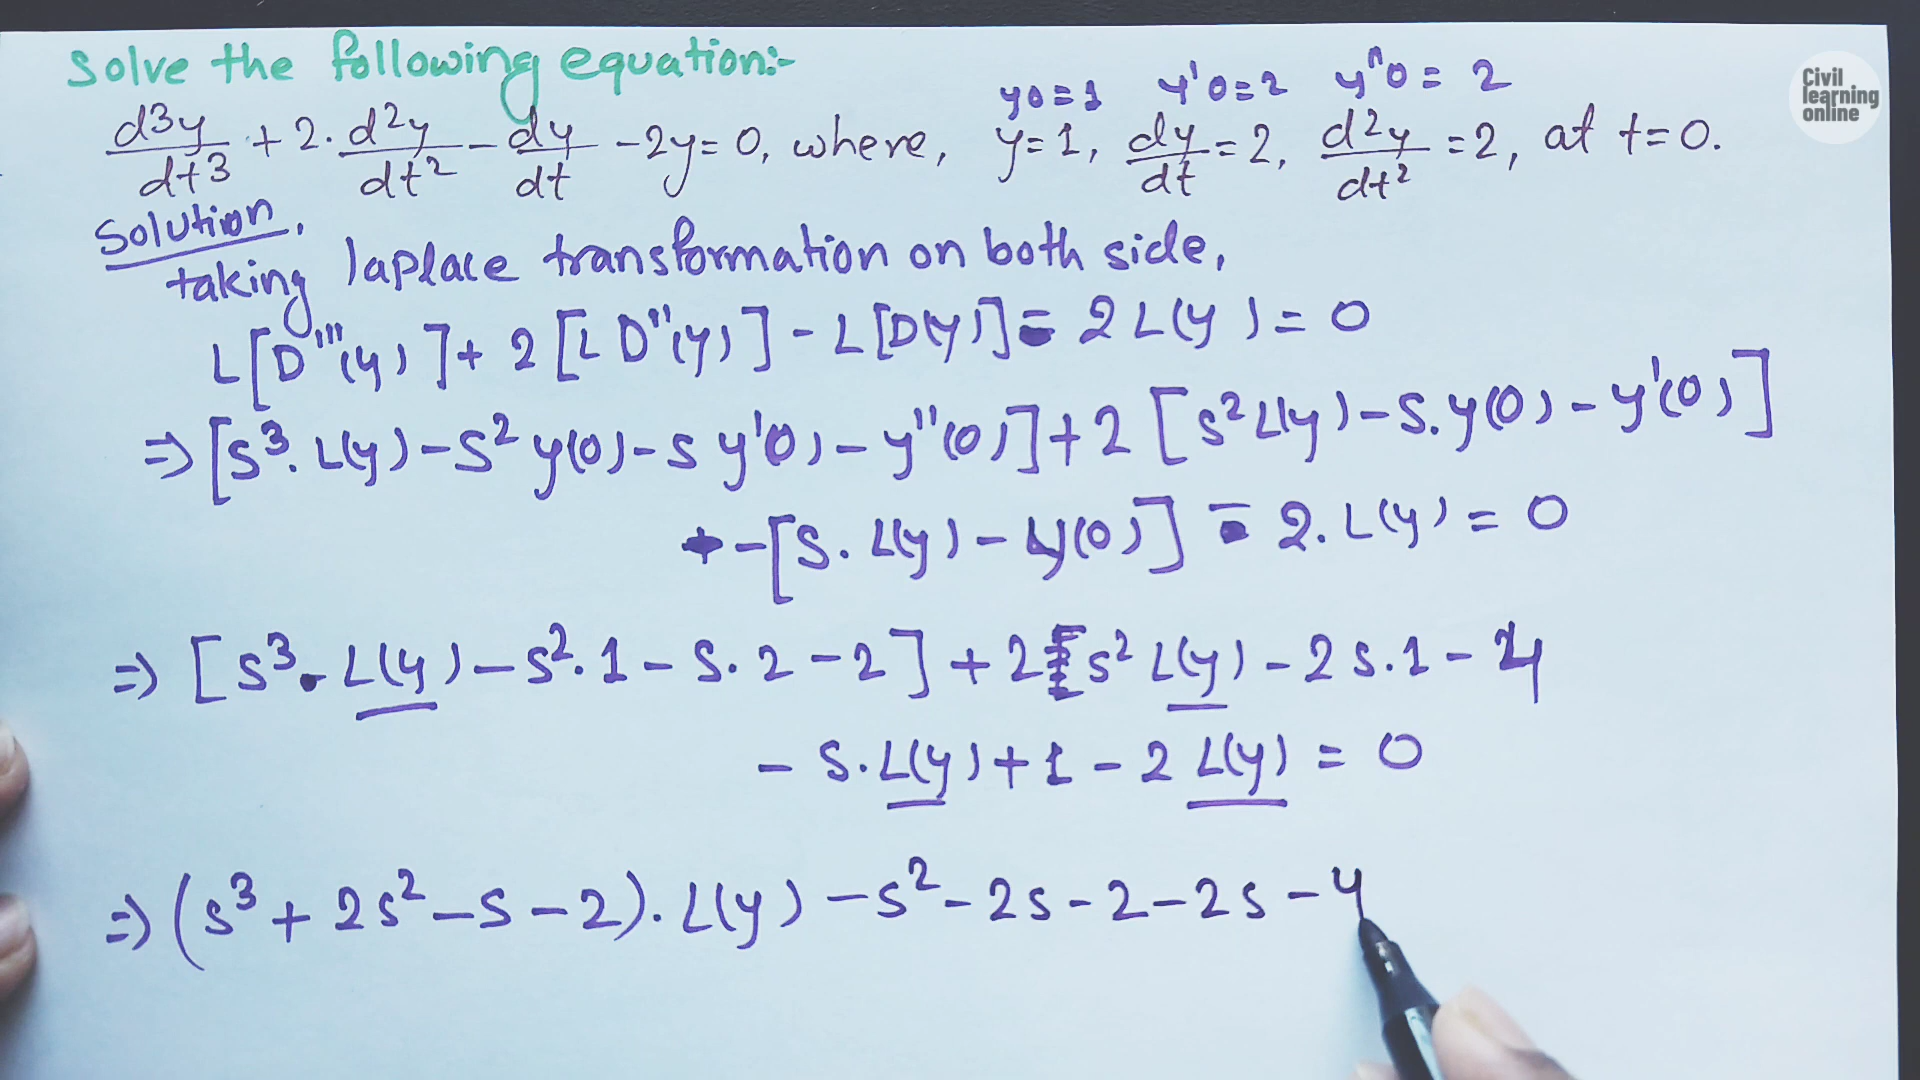 Solve the following equation:-
y0=1 y'0=2 y"0=2
d3y/dt3 + 2. d2y/dt2 - dy/dt - 2y=0, where, y=1, dy/dt=2, d2y/dt2=2, at t=0.
Solution,
taking laplace transformation on both side,
L[D'''(y)] + 2[L D''(y)] - L[D(y)] - 2L(y) = 0
⇒ [S³. L(y) - S² y(0) - S y'0) - y''(0)] + 2 [S² L(y) - S. y(0) - y'(0)]
- [S. L(y) - y(0)] - 2. L(y) = 0
⇒ [S³. L(y) - S².1 - S.2 - 2] + 2 S² L(y) - 2S.1 - 4
- S.L(y) + 1 - 2 L(y) = 0
⇒ (S³ + 2S² - S - 2). L(y) - S² - 2S - 2 - 2S - 4
Civil
learning
online